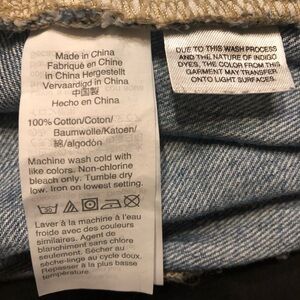 Made in China
Fabriqué en Chine
in China Hergestellt
Vervaardigd in China
中国製
Hecho en China
100% Cotton/Coton/
Baumwolle/Katoen/
綿/algodón
Machine wash cold with
like colors. Non-chlorine
bleach only. Tumble dry
low. Iron on lowest setting.
Laver à la machine à l'eau
froide avec des couleurs
similaires. Agent
blanchiment sans chlore
seulement. Sécher au
sèche-linge au cycle doux.
Repasser à la plus basse
température.
DUE TO THIS WASH PROCESS
AND THE NATURE OF INDIGO
DYES, THE COLOR FROM THIS
GARMENT MAY TRANSFER
ONTO LIGHT SURFACES.